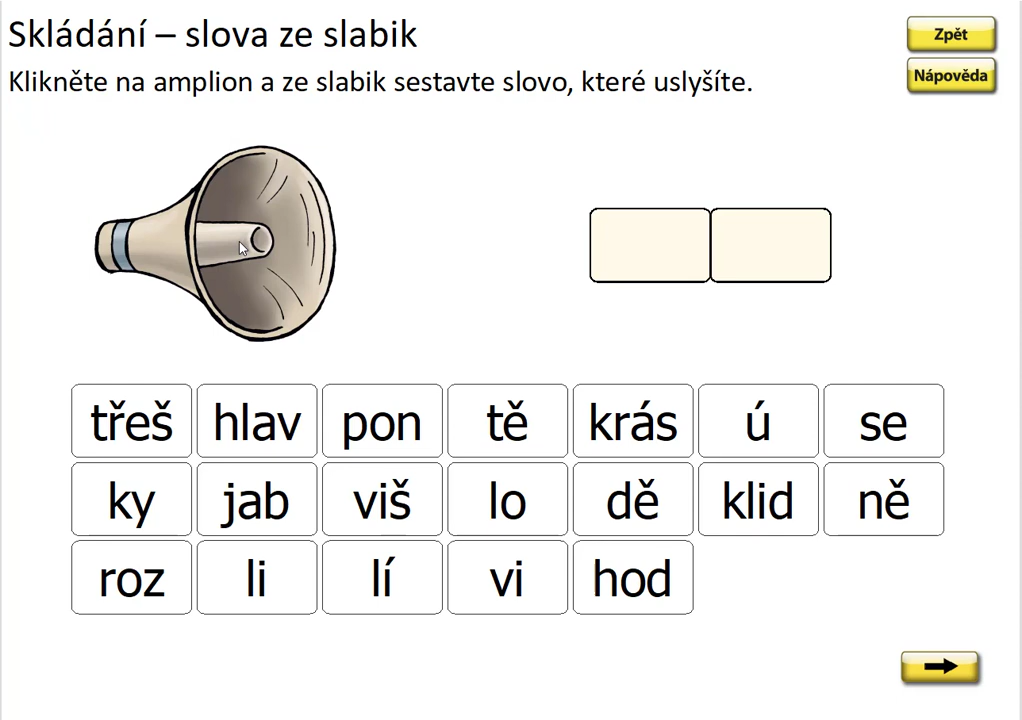 Skládání – slova ze slabik
Zpět
Klikněte na amplion a ze slabik sestavte slovo, které uslyšíte.
Nápověda
třeš hlav pon tě krás ú se
ky jab viš lo dě klid ně
roz li lí vi hod